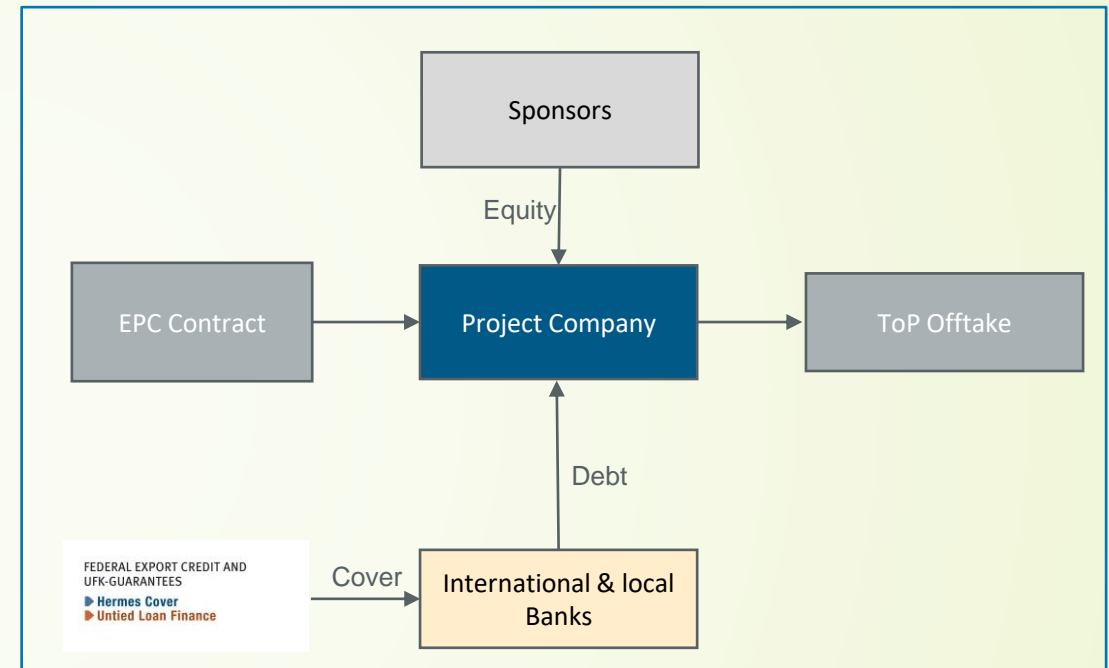 Sponsors
Equity
EPC Contract
Project Company
ToP Offtake
Debt
FEDERAL EXPORT CREDIT AND
UFK-GUARANTEES
Hermes Cover
Untied Loan Finance
Cover
International & local
Banks